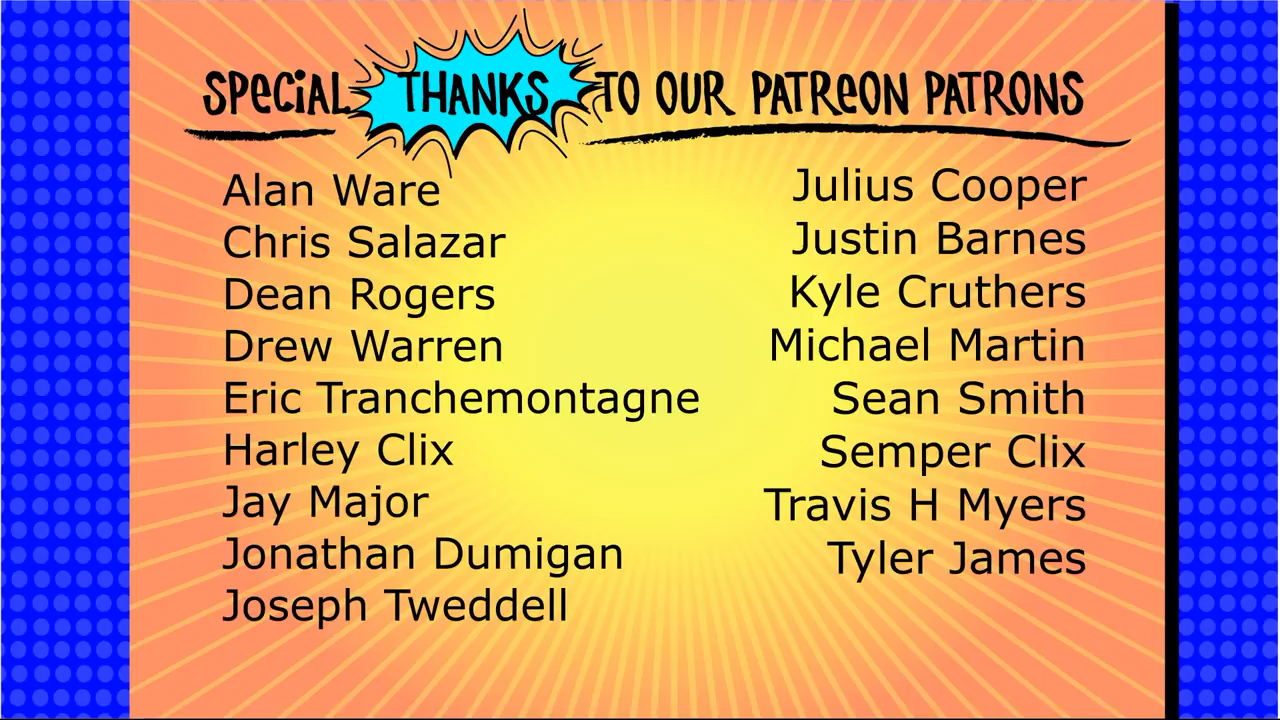 SPECIAL THANKS TO OUR PATREON PATRONS
Alan Ware
Chris Salazar
Dean Rogers
Drew Warren
Eric Tranchemontagne
Harley Clix
Jay Major
Jonathan Dumigan
Joseph Tweddell
Julius Cooper
Justin Barnes
Kyle Cruthers
Michael Martin
Sean Smith
Semper Clix
Travis H Myers
Tyler James